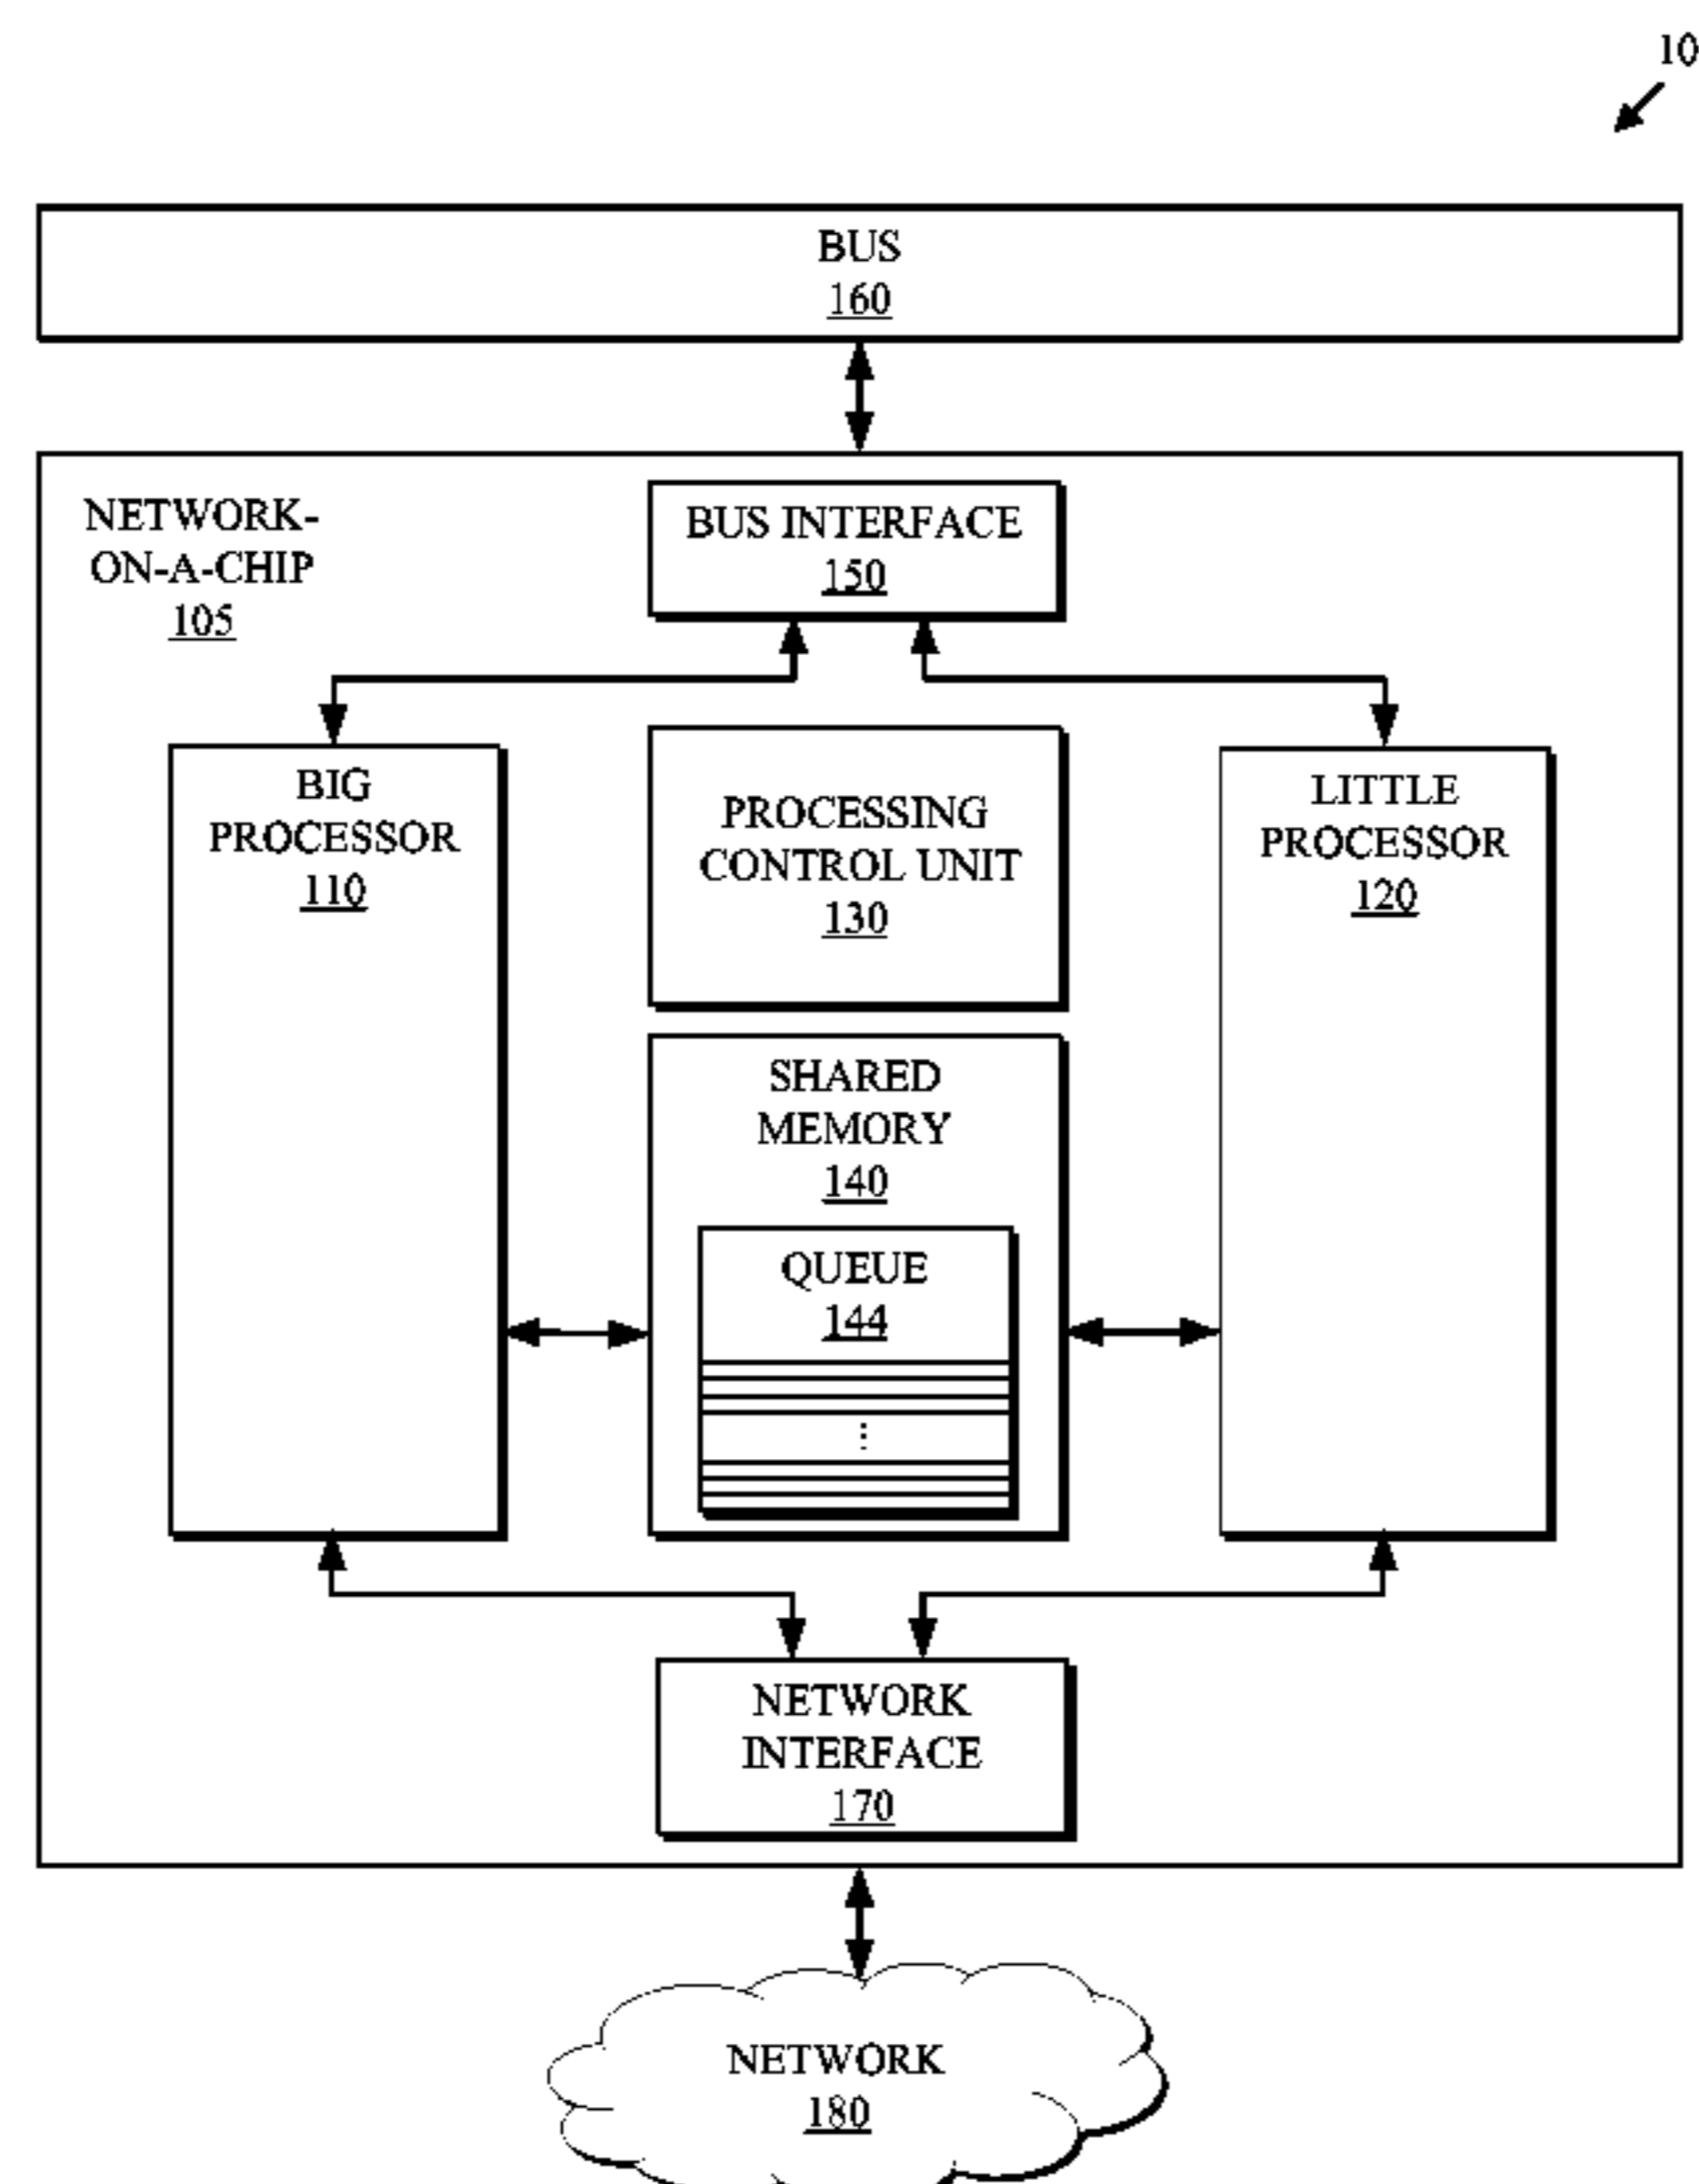 10
BUS
160
NETWORK-
ON-A-CHIP
105
BUS INTERFACE
150
BIG
PROCESSOR
110
PROCESSING
CONTROL UNIT
130
LITTLE
PROCESSOR
120
SHARED
MEMORY
140
QUEUE
144
⋮
NETWORK
INTERFACE
170
NETWORK
180